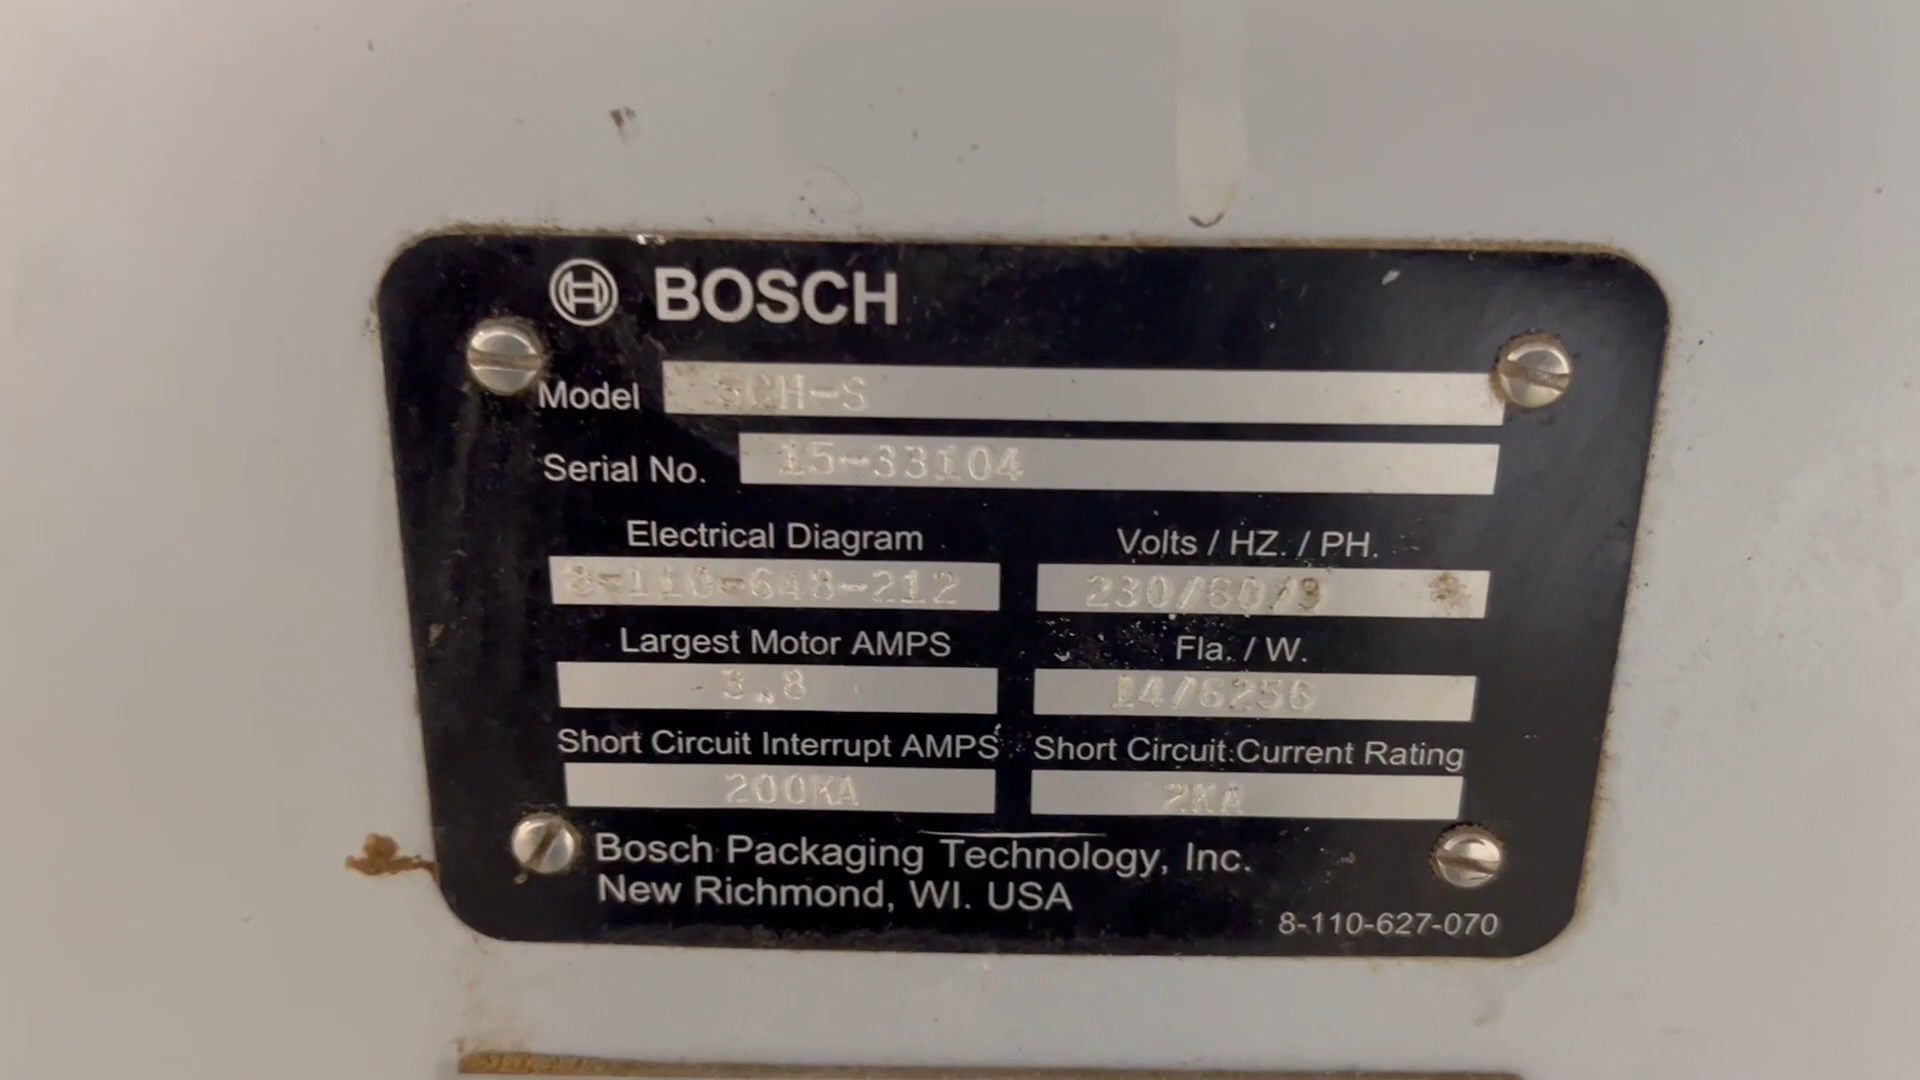 BOSCH
Model SCH-S
Serial No. 15-33104
Electrical Diagram Volts / HZ. / PH.
8-110-648-212 230/60/3
Largest Motor AMPS Fla. / W.
3.8 14/6256
Short Circuit Interrupt AMPS Short Circuit Current Rating
200KA 2KA
Bosch Packaging Technology, Inc.
New Richmond, WI. USA
8-110-627-070